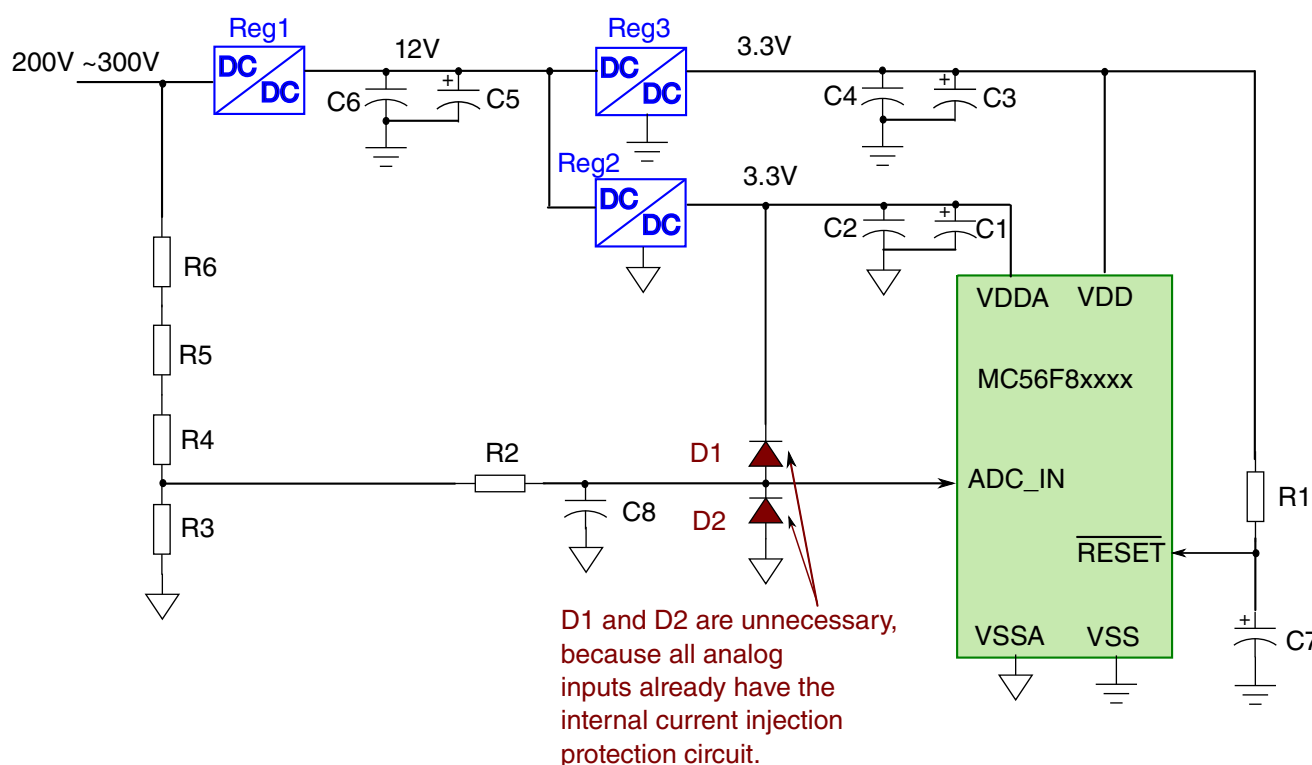 Reg1
Reg3
200V ~300V
12V
3.3V
DC
DC
DC
DC
C6
C5
C4
C3
Reg2
3.3V
DC
DC
C2
C1
R6
VDDA
VDD
R5
MC56F8xxxx
R4
R2
D1
ADC_IN
R1
R3
C8
D2
RESET
D1 and D2 are unnecessary,
because all analog
inputs already have the
internal current injection
protection circuit.
VSSA
VSS
C7